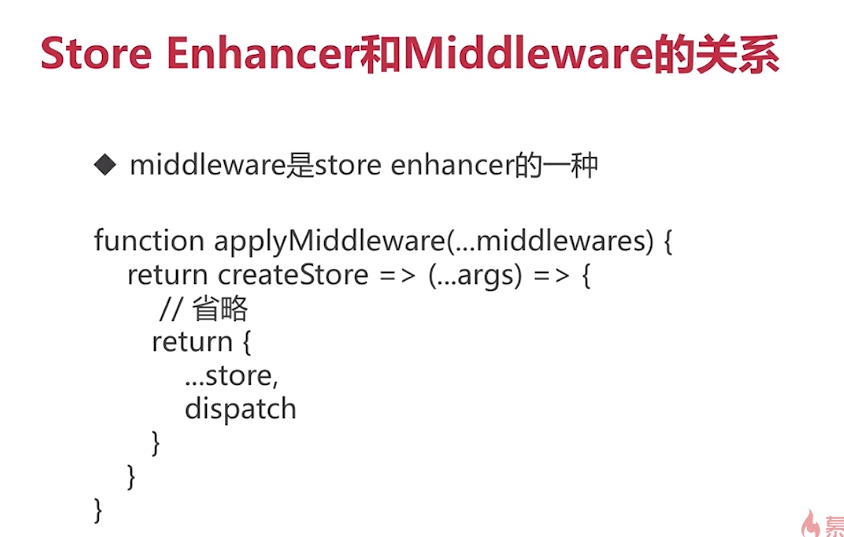 Store Enhancer和Middleware的关系
◆ middleware是store enhancer的一种
function applyMiddleware(...middlewares) {
return createStore => (...args) => {
// 省略
return {
...store,
dispatch
}
}
}
慕